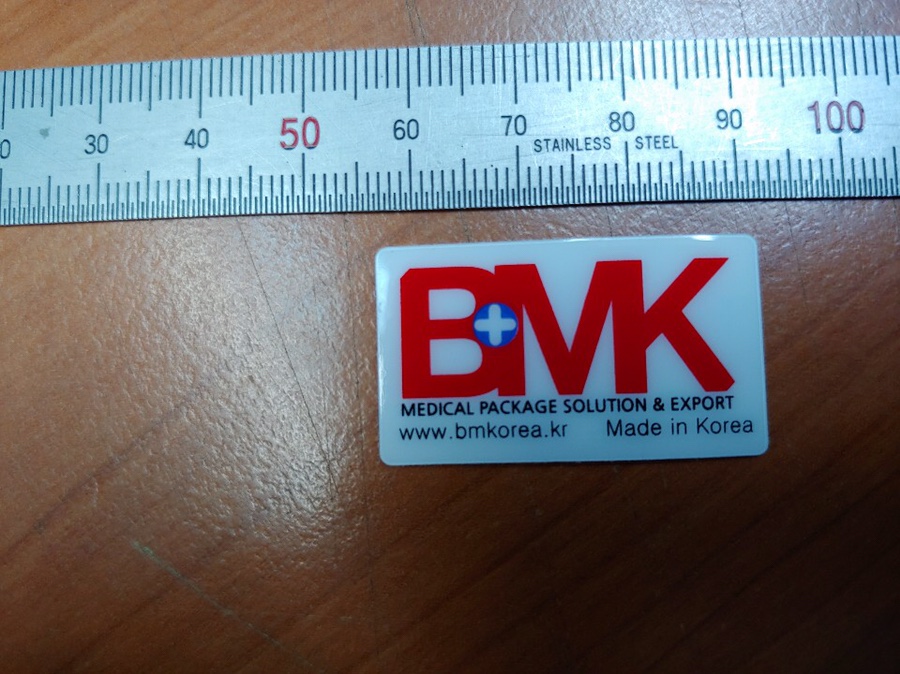 30 40 50 60 70 80 90 100
STAINLESS STEEL
BMK
MEDICAL PACKAGE SOLUTION & EXPORT
www.bmkorea.kr Made in Korea